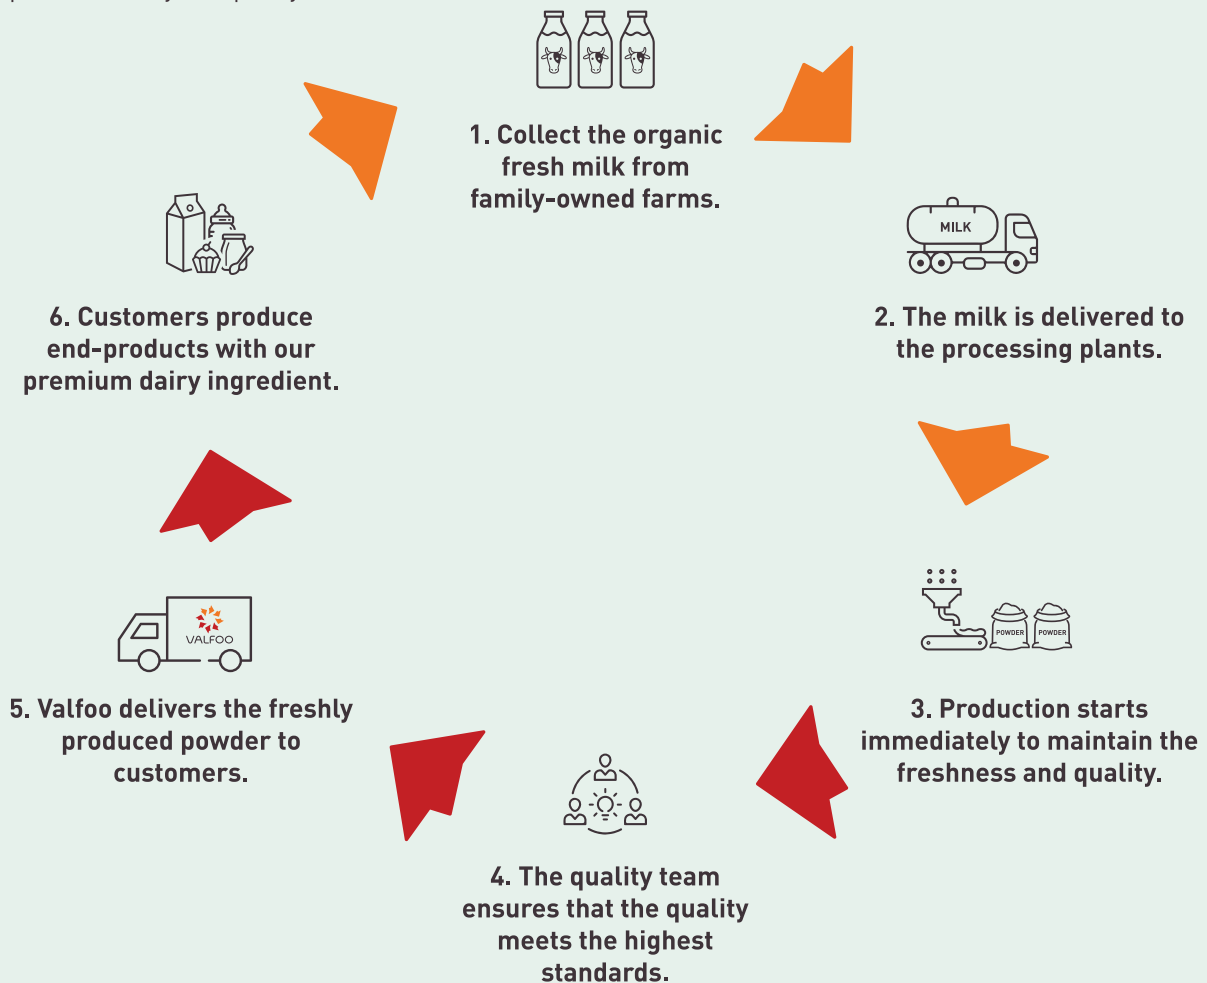 1. Collect the organic
fresh milk from
family-owned farms.
MILK
2. The milk is delivered to
the processing plants.
POWDER POWDER
3. Production starts
immediately to maintain the
freshness and quality.
4. The quality team
ensures that the quality
meets the highest
standards.
VALFOO
5. Valfoo delivers the freshly
produced powder to
customers.
6. Customers produce
end-products with our
premium dairy ingredient.